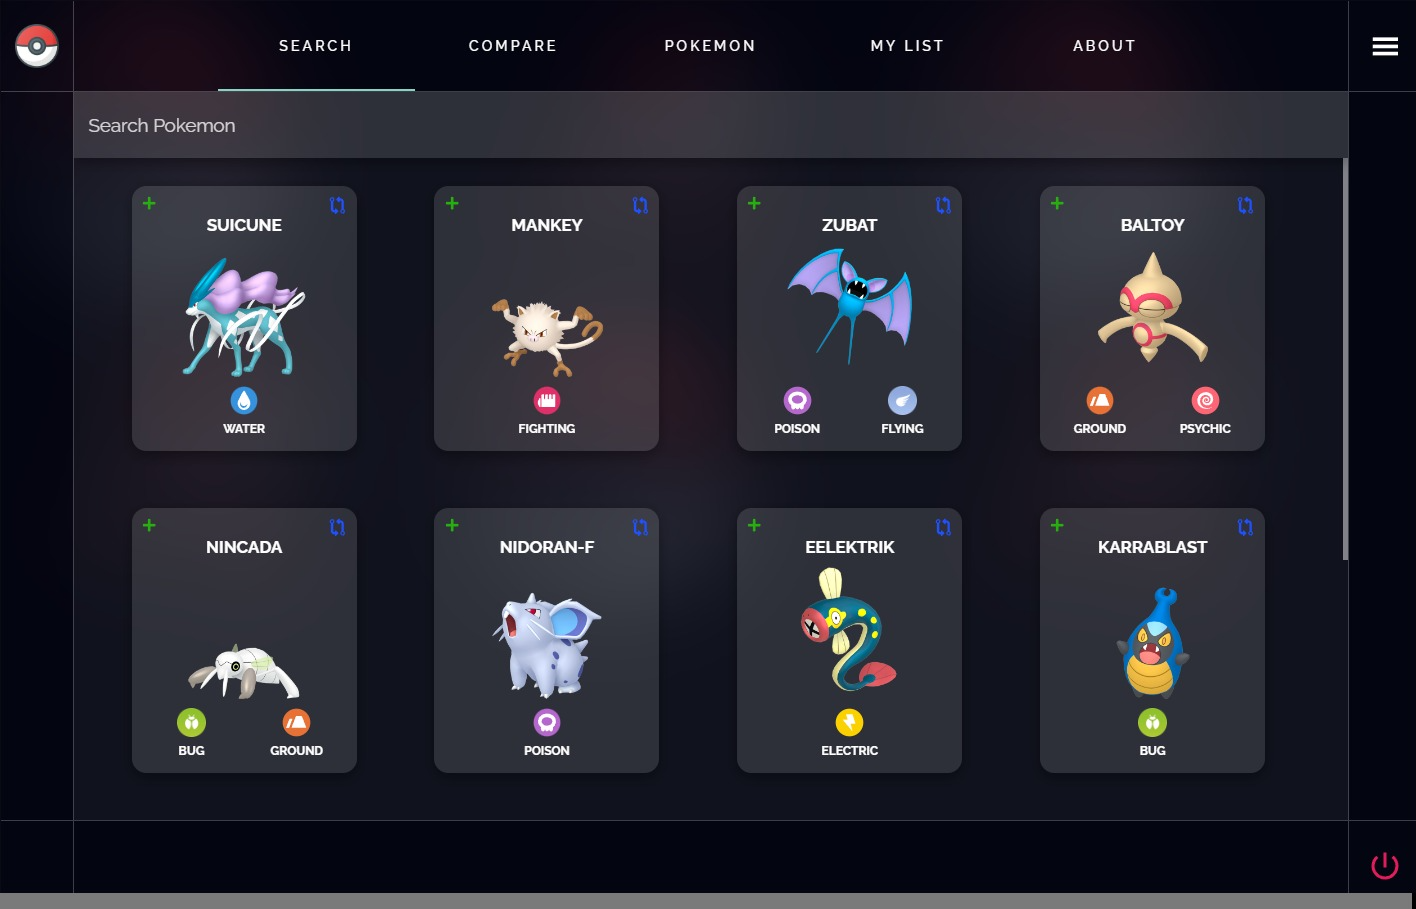 SEARCH COMPARE POKEMON MY LIST ABOUT
Search Pokemon
SUICUNE MANKEY ZUBAT BALTOY
WATER FIGHTING POISON FLYING GROUND PSYCHIC
NINCADA NIDORAN-F EELEKTRIK KARRABLAST
BUG GROUND POISON ELECTRIC BUG